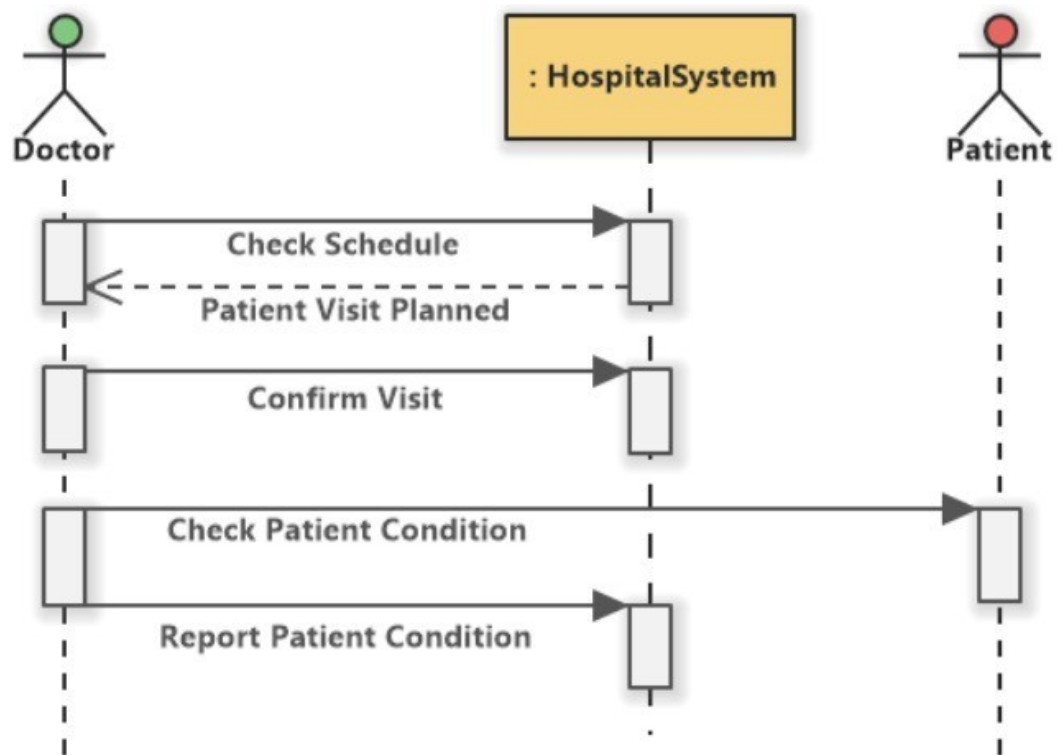 : HospitalSystem
Doctor
Patient
Check Schedule
Patient Visit Planned
Confirm Visit
Check Patient Condition
Report Patient Condition